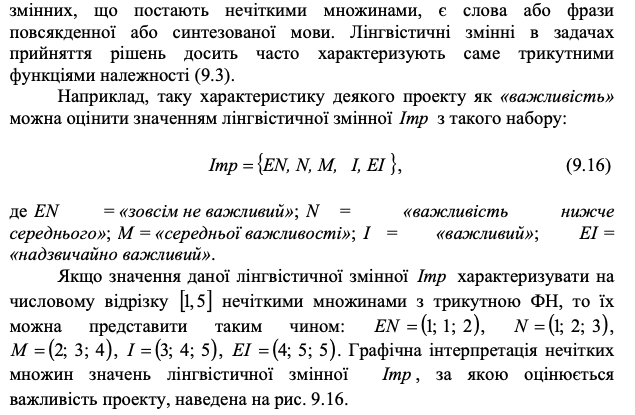 змінних, що постають нечіткими множинами, є слова або фрази
повсякденної або синтезованої мови. Лінгвістичні змінні в задачах
прийняття рішень досить часто характеризують саме трикутними
функціями належності (9.3).
Наприклад, таку характеристику деякого проекту як «важливість»
можна оцінити значенням лінгвістичної змінної Imp з такого набору:
Imp = {EN, N, M, I, EI }, (9.16)
де EN = «зовсім не важливий»; N = «важливість нижче
середнього»; M = «середньої важливості»; I = «важливий»; EI =
«надзвичайно важливий».
Якщо значення даної лінгвістичної змінної Imp характеризувати на
числовому відрізку [1,5] нечіткими множинами з трикутною ФН, то їх
можна представити таким чином: EN = (1; 1; 2), N = (1; 2; 3),
M = (2; 3; 4), I = (3; 4; 5), EI = (4; 5; 5). Графічна інтерпретація нечітких
множин значень лінгвістичної змінної Imp , за якою оцінюється
важливість проекту, наведена на рис. 9.16.